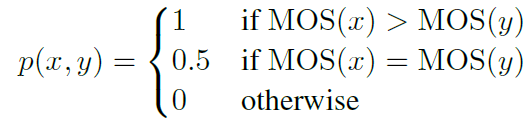 1 if MOS(x) > MOS(y)
p(x, y) = { 0.5 if MOS(x) = MOS(y)
0 otherwise